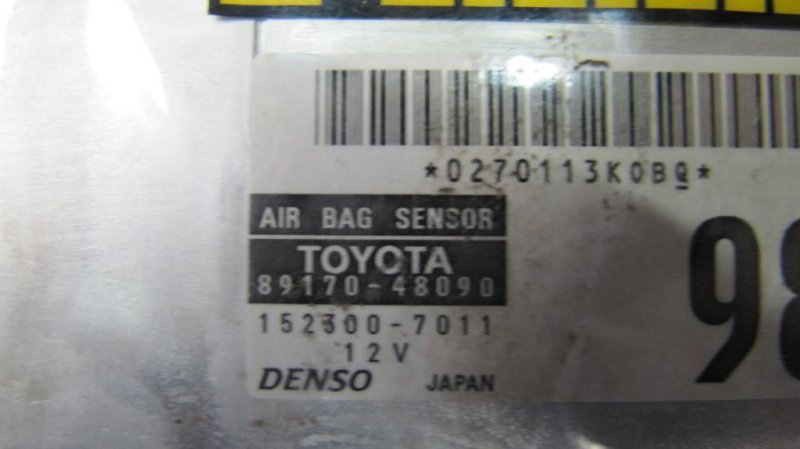 *0270113K0BQ*
AIR BAG SENSOR
TOYOTA
89170-48090
152300-7011
12V
DENSO JAPAN
98